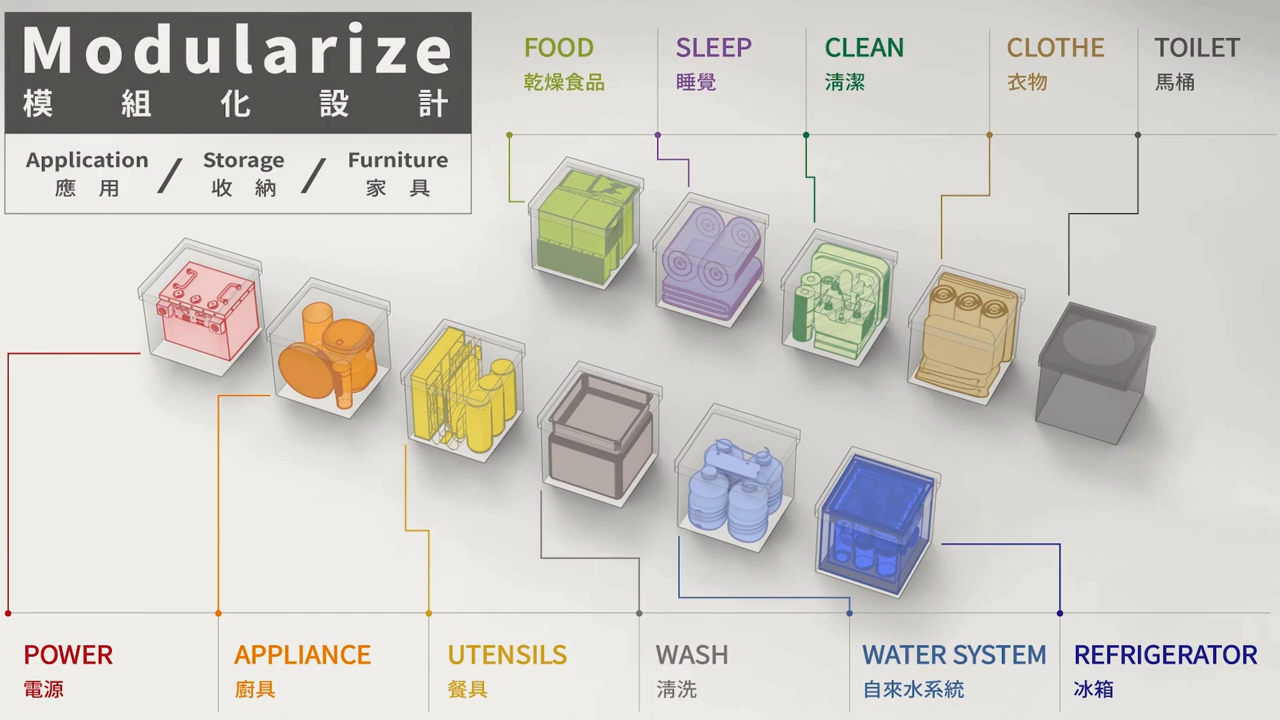 Modularize
模組化設計
Application / Storage / Furniture
應用 收納 家具
FOOD
乾燥食品
SLEEP
睡覺
CLEAN
清潔
CLOTHE
衣物
TOILET
馬桶
POWER
電源
APPLIANCE
廚具
UTENSILS
餐具
WASH
清洗
WATER SYSTEM
自來水系統
REFRIGERATOR
冰箱